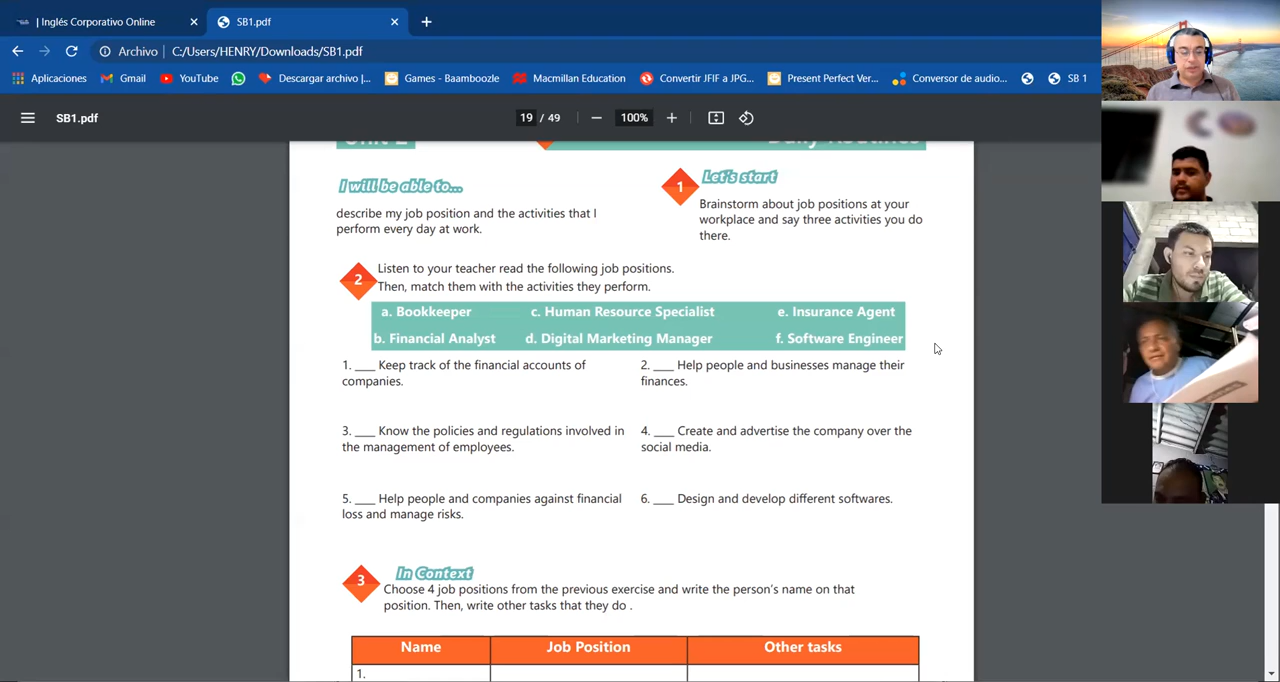 | Inglés Corporativo Online
SB1.pdf
Archivo
C:/Users/HENRY/Downloads/SB1.pdf
Aplicaciones
Gmail
YouTube
Descargar archivo |...
Games - Baamboozle
Macmillan Education
Convertir JFIF a JPG...
Present Perfect Ver...
Conversor de audio...
SB 1
SB1.pdf
19 / 49
100%
Unit 2
Daily Routines
I will be able to...
describe my job position and the activities that I
perform every day at work.
1
Let's start
Brainstorm about job positions at your
workplace and say three activities you do
there.
2
Listen to your teacher read the following job positions.
Then, match them with the activities they perform.
a. Bookkeeper
c. Human Resource Specialist
e. Insurance Agent
b. Financial Analyst
d. Digital Marketing Manager
f. Software Engineer
1. ___ Keep track of the financial accounts of
companies.
2. ___ Help people and businesses manage their
finances.
3. ___ Know the policies and regulations involved in
the management of employees.
4. ___ Create and advertise the company over the
social media.
5. ___ Help people and companies against financial
loss and manage risks.
6. ___ Design and develop different softwares.
3
In Context
Choose 4 job positions from the previous exercise and write the person's name on that
position. Then, write other tasks that they do .
Name
Job Position
Other tasks
1.